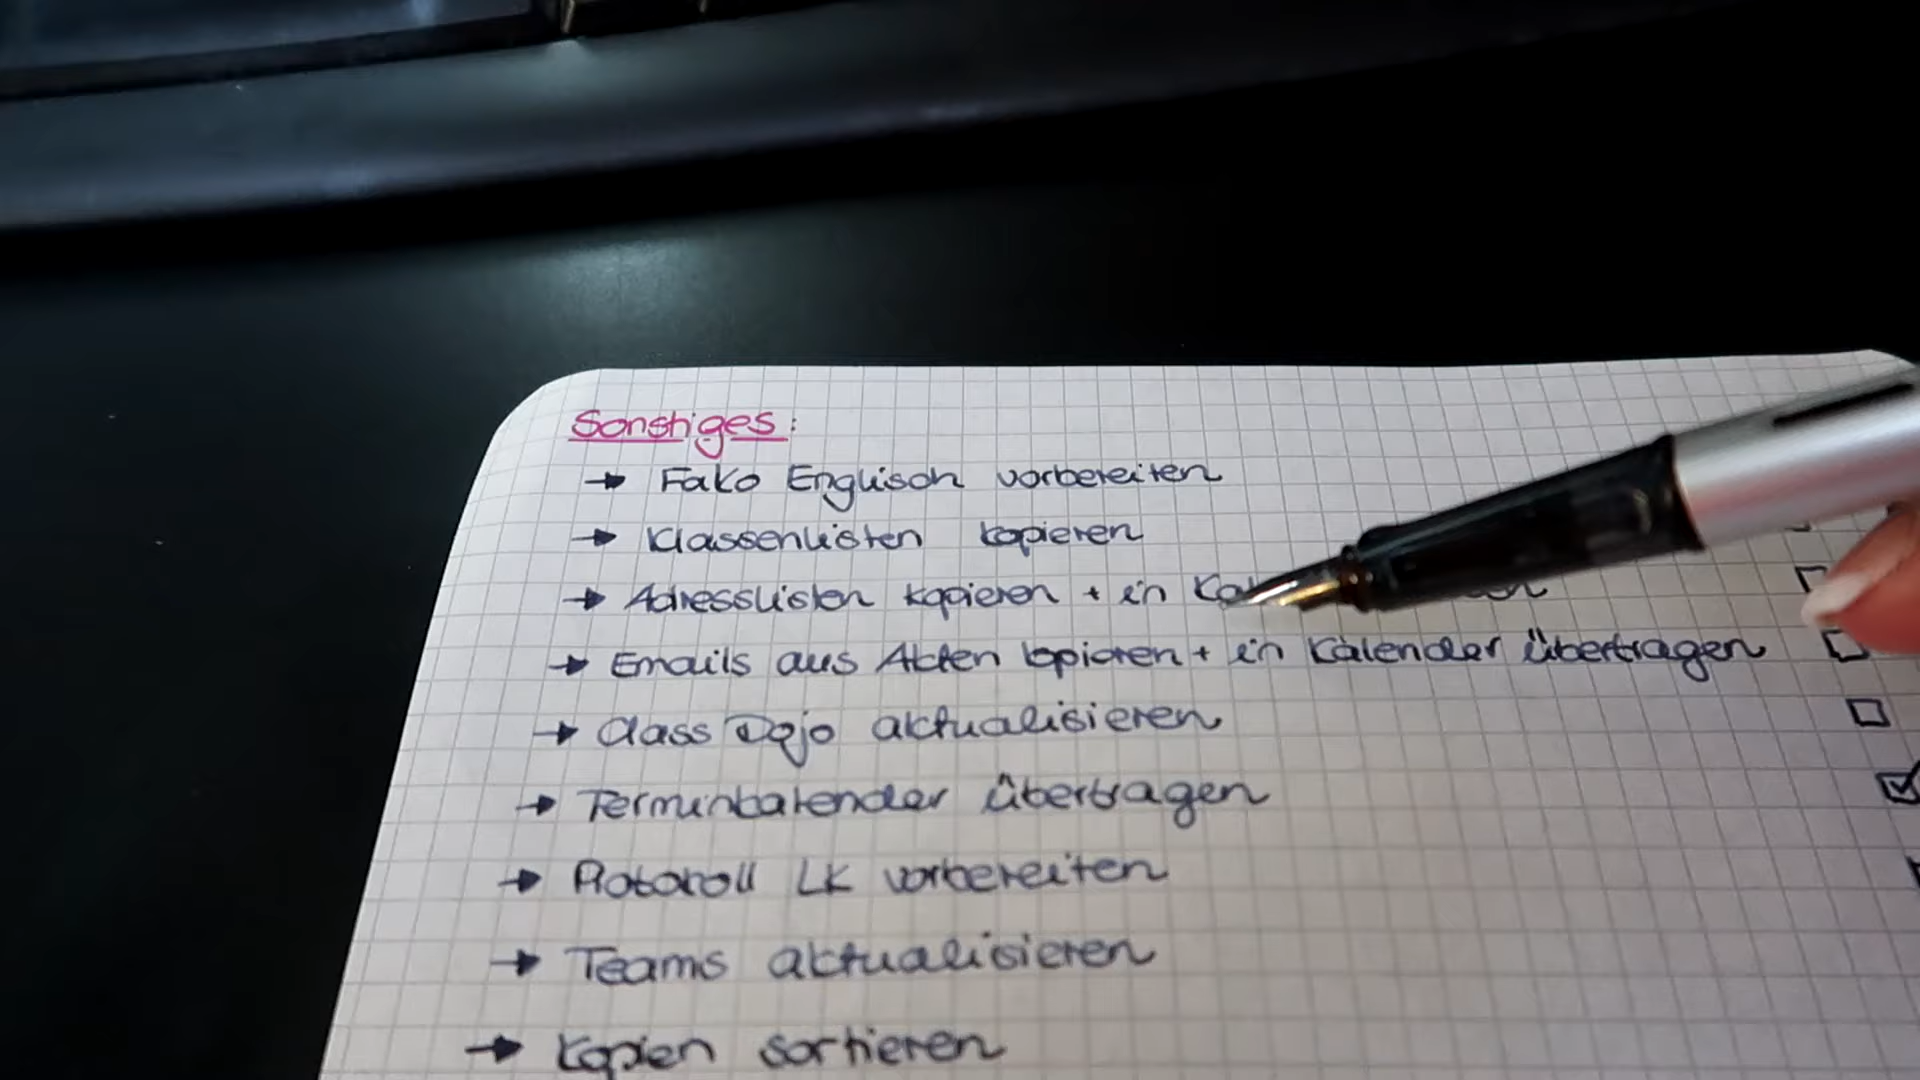 Sonstiges:
→ FaKo Englisch vorbereiten
→ Klassenlisten kopieren
→ Adresslisten kopieren + in
→ Emails aus Akten kopieren + in Kalender übertragen
→ Class Dojo aktualisieren
→ Terminkalender übertragen
→ Protokoll LK vorbereiten
→ Teams aktualisieren
→ Kopien sortieren